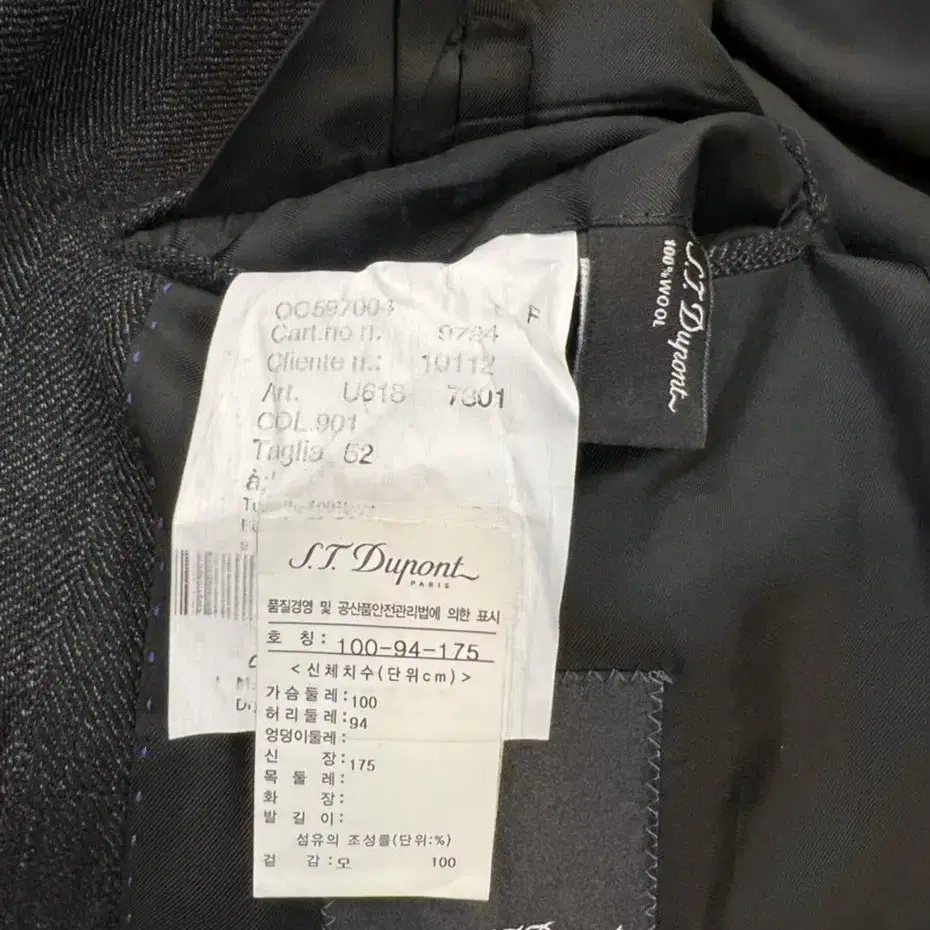 OC597004
F
Cart.no n. 9734
Cliente n.: 10112
Art. U618 7801
COL.901
Taglia 52
S.T. Dupont
100%WOOL
S.T. Dupont
PARIS
품질경영 및 공산품안전관리법에 의한 표시
호 칭: 100-94-175
<신체치수(단위cm)>
가슴둘레:100
허리둘레:94
엉덩이둘레:
신 장:175
목 둘 레:
화 장:
발 길 이:
섬유의 조성률(단위:%)
겉 감:모 100